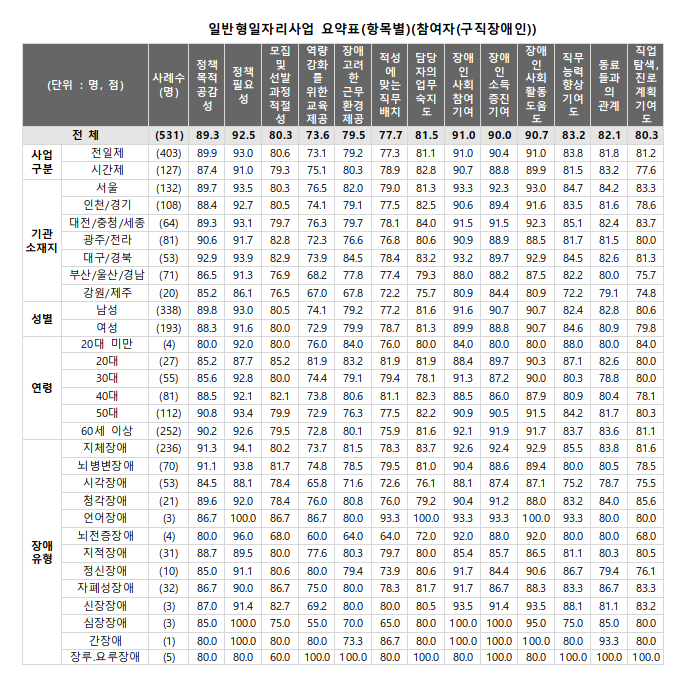 일반형일자리사업 요약표(항목별)(참여자(구직장애인))
(단위 : 명, 점) 사례수(명) 정책목적공감성 정책필요성 모집및선발과정적절성 역량강화를위한교육제공 장애고려한근무환경제공 적성에맞는직무배치 담당자의업무숙지도 장애인사회참여기여 장애인소득증진기여 장애인사회활동도움도 직무능력향상기여도 동료들과의관계 직업탐색,진로계획기여도
전 체 (531) 89.3 92.5 80.3 73.6 79.5 77.7 81.5 91.0 90.0 90.7 83.2 82.1 80.3
사업구분 전일제 (403) 89.9 93.0 80.6 73.1 79.2 77.3 81.1 91.0 90.4 91.0 83.8 81.8 81.2
시간제 (127) 87.4 91.0 79.3 75.1 80.3 78.9 82.8 90.7 88.8 89.9 81.5 83.2 77.6
기관소재지 서울 (132) 89.7 93.5 80.3 76.5 82.0 79.0 81.3 93.3 92.3 93.0 84.7 84.2 83.3
인천/경기 (108) 88.4 92.7 80.5 74.1 79.1 77.5 82.5 90.6 89.4 91.6 83.5 81.6 78.6
대전/충청/세종 (64) 89.3 93.1 79.7 76.3 79.7 78.1 84.0 91.5 91.5 92.3 85.1 82.4 83.7
광주/전라 (81) 90.6 91.7 82.8 72.3 76.6 76.8 80.6 90.9 88.9 88.5 81.7 81.5 80.0
대구/경북 (53) 92.9 93.9 82.9 73.9 84.5 78.4 83.2 93.2 89.7 92.9 84.5 82.6 81.3
부산/울산/경남 (71) 86.5 91.3 76.9 68.2 77.8 77.4 79.3 88.0 88.2 87.5 82.2 80.0 75.7
강원/제주 (20) 85.2 86.1 76.5 67.0 67.8 72.2 75.7 80.9 84.4 80.9 72.2 79.1 74.8
성별 남성 (338) 89.8 93.0 80.5 74.1 79.2 77.2 81.6 91.6 90.7 90.7 82.4 82.8 80.6
여성 (193) 88.3 91.6 80.0 72.9 79.9 78.7 81.3 89.9 88.8 90.7 84.6 80.9 79.8
연령 20대 미만 (4) 80.0 92.0 80.0 76.0 84.0 76.0 80.0 84.0 80.0 80.0 88.0 80.0 84.0
20대 (27) 85.2 87.7 85.2 81.9 83.2 81.9 81.9 88.4 89.7 90.3 87.1 82.6 80.0
30대 (55) 85.6 92.8 80.0 74.4 79.1 79.4 78.1 91.3 87.2 90.0 80.3 78.8 80.0
40대 (81) 88.5 92.1 82.1 73.8 80.6 81.1 82.3 88.5 86.0 87.9 80.9 80.4 78.1
50대 (112) 90.8 93.4 79.9 72.9 76.3 77.5 82.2 90.9 90.5 91.5 84.2 81.7 80.3
60세 이상 (252) 90.2 92.6 79.5 72.8 80.1 75.9 81.6 92.1 91.9 91.7 83.7 83.6 81.1
장애유형 지체장애 (236) 91.3 94.1 80.2 73.7 81.5 78.3 83.7 92.6 92.4 92.9 85.5 83.8 81.6
뇌병변장애 (70) 91.1 93.8 81.7 74.8 78.5 79.5 81.0 90.4 88.6 89.4 80.0 80.5 78.5
시각장애 (53) 84.5 88.1 78.4 65.8 71.6 72.6 76.1 88.1 87.4 87.1 75.2 78.7 75.5
청각장애 (21) 89.6 92.0 78.4 76.0 80.8 76.0 79.2 90.4 91.2 88.0 83.2 84.0 85.6
언어장애 (3) 86.7 100.0 86.7 86.7 80.0 93.3 100.0 93.3 93.3 100.0 93.3 80.0 80.0
뇌전증장애 (4) 80.0 96.0 68.0 60.0 64.0 64.0 72.0 92.0 88.0 92.0 80.0 80.0 68.0
지적장애 (31) 88.7 89.5 80.0 77.6 80.3 79.7 80.0 85.4 85.7 86.5 81.1 80.3 80.5
정신장애 (10) 85.0 91.1 80.6 80.0 79.4 73.9 80.6 91.7 84.4 90.6 86.7 79.4 76.1
자폐성장애 (32) 86.7 90.0 86.7 75.0 80.0 78.3 81.7 91.7 86.7 88.3 83.3 86.7 83.3
신장장애 (3) 87.0 91.4 82.7 69.2 80.0 80.0 80.5 93.5 91.4 93.5 88.1 81.1 83.2
심장장애 (3) 85.0 100.0 75.0 55.0 70.0 65.0 80.0 100.0 100.0 95.0 75.0 85.0 80.0
간장애 (1) 80.0 100.0 80.0 80.0 73.3 86.7 80.0 100.0 100.0 100.0 80.0 93.3 80.0
장루.요루장애 (5) 80.0 80.0 60.0 100.0 100.0 80.0 100.0 80.0 100.0 80.0 100.0 100.0 100.0